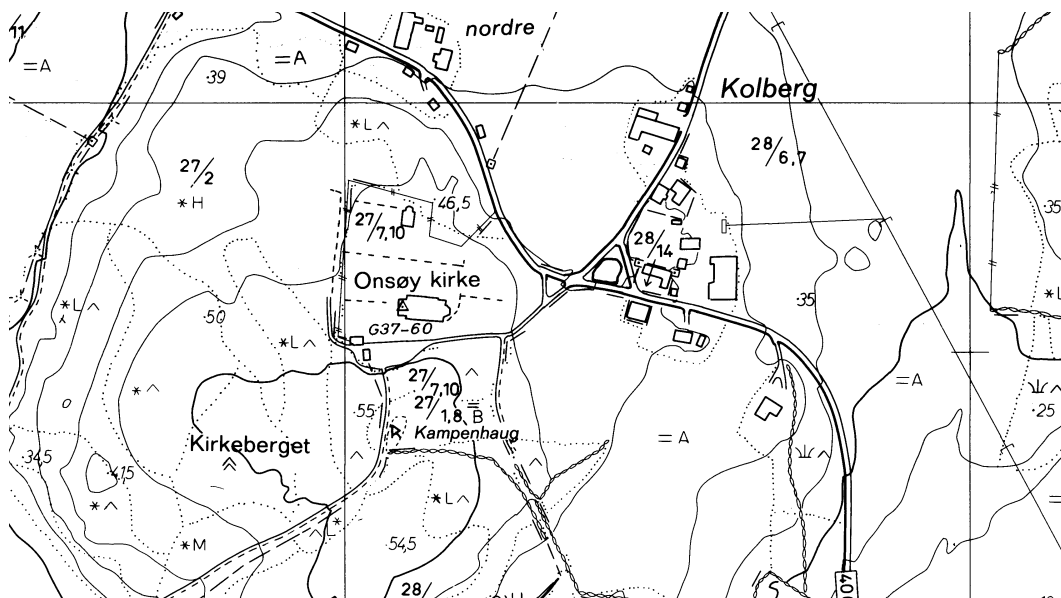 11
nordre
=A
=A
39
Kolberg
*L
28/
6,7
27/
2
*H
46,5
35
27/
7,10
28/
14
Onsøy kirke
*L
50
35
G37-60
*L
27/
7,10
27/
1,8
B
=A
55
25
Kampenhaug
=A
Kirkeberget
34,5
41,5
*L
L
*M
54,5
28/
S